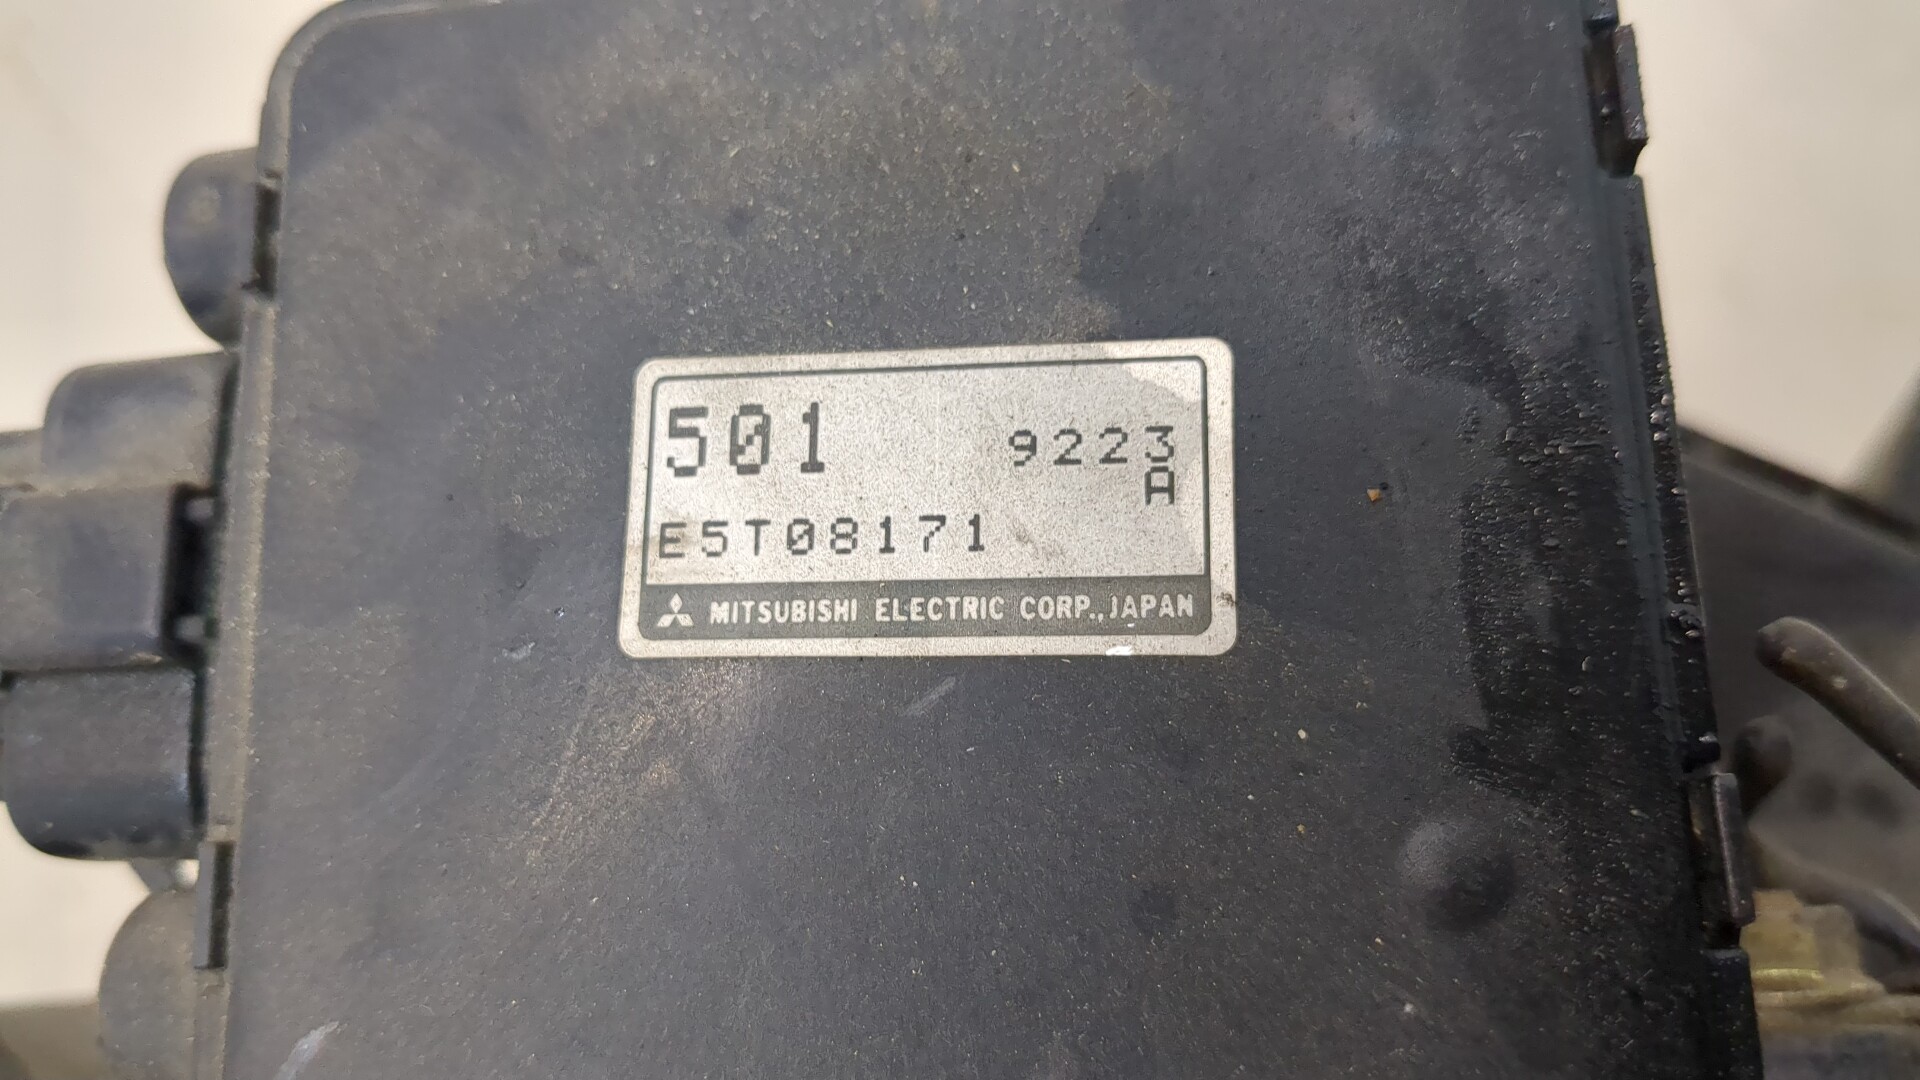 501 9223
A
E5T08171
MITSUBISHI ELECTRIC CORP., JAPAN